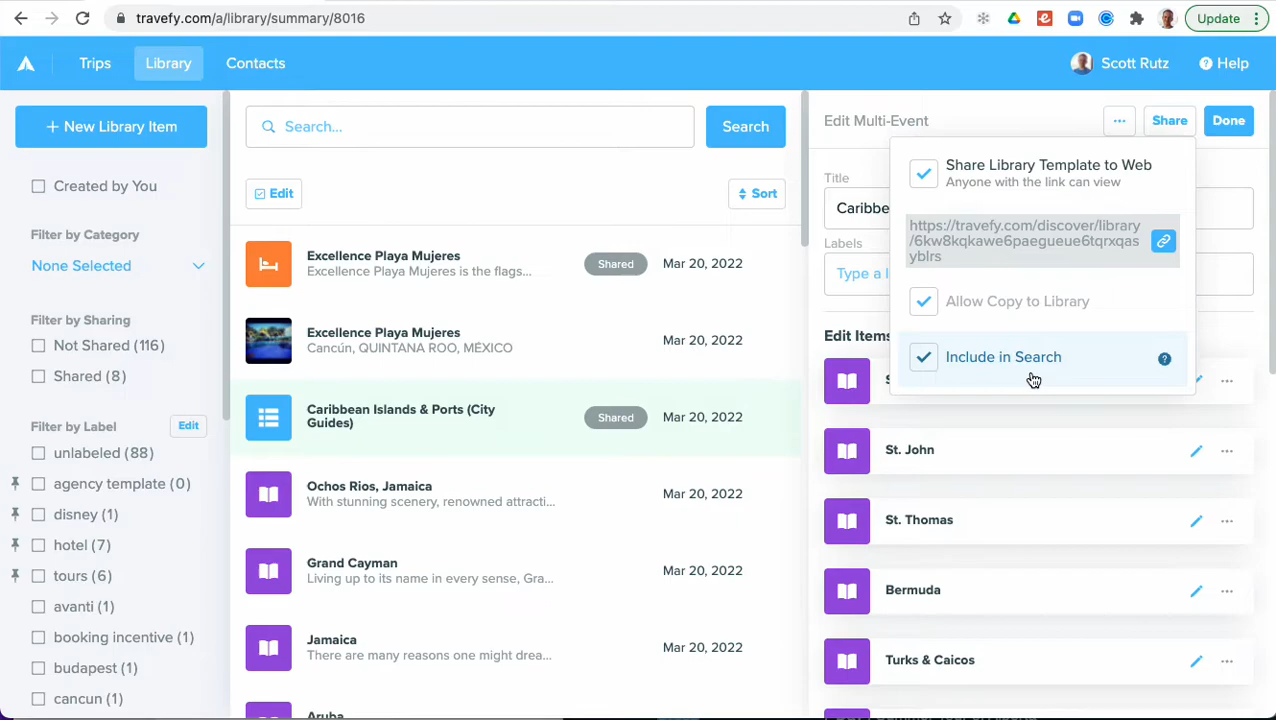 travefy.com/a/library/summary/8016
Update
Trips
Library
Contacts
Scott Rutz
Help
+ New Library Item
Created by You
Filter by Category
None Selected
Filter by Sharing
Not Shared (116)
Shared (8)
Filter by Label
Edit
unlabeled (88)
agency template (0)
disney (1)
hotel (7)
tours (6)
avanti (1)
booking incentive (1)
budapest (1)
cancun (1)
Search...
Search
Edit
Sort
Excellence Playa Mujeres
Excellence Playa Mujeres is the flags...
Shared
Mar 20, 2022
Excellence Playa Mujeres
Cancún, QUINTANA ROO, MÉXICO
Mar 20, 2022
Caribbean Islands & Ports (City
Guides)
Shared
Mar 20, 2022
Ochos Rios, Jamaica
With stunning scenery, renowned attracti...
Mar 20, 2022
Grand Cayman
Living up to its name in every sense, Gra...
Mar 20, 2022
Jamaica
There are many reasons one might drea...
Mar 20, 2022
Aruba
Edit Multi-Event
...
Share
Done
Title
Caribbe
Labels
Type a l
Share Library Template to Web
Anyone with the link can view
https://travefy.com/discover/library
/6kw8kqkawe6paegueue6tqrxqas
yblrs
Allow Copy to Library
Include in Search
Edit Items
St. John
St. Thomas
Bermuda
Turks & Caicos